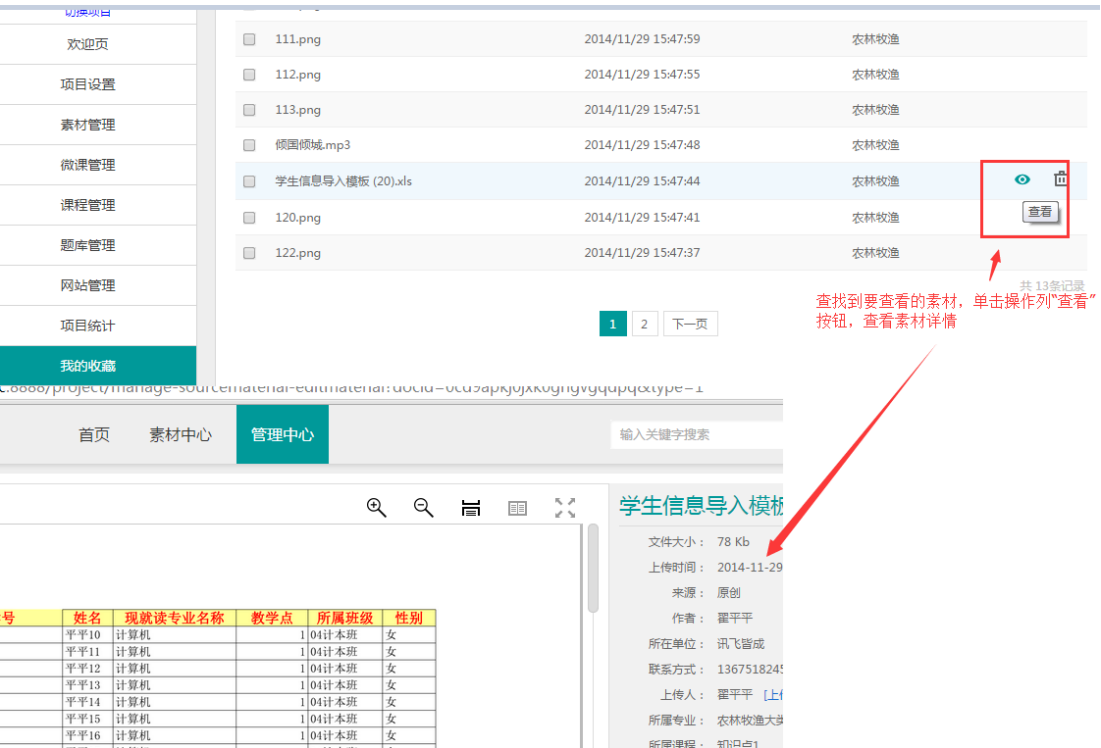 切换项目
欢迎页
项目设置
素材管理
微课管理
课程管理
题库管理
网站管理
项目统计
我的收藏
111.png 2014/11/29 15:47:59 农林牧渔
112.png 2014/11/29 15:47:55 农林牧渔
113.png 2014/11/29 15:47:51 农林牧渔
倾国倾城.mp3 2014/11/29 15:47:48 农林牧渔
学生信息导入模板 (20).xls 2014/11/29 15:47:44 农林牧渔
查看
120.png 2014/11/29 15:47:41 农林牧渔
122.png 2014/11/29 15:47:37 农林牧渔
共 13条记录
1 2 下一页
查找到要查看的素材，单击操作列“查看”
按钮，查看素材详情
首页 素材中心 管理中心 输入关键字搜索
号 姓名 现就读专业名称 教学点 所属班级 性别
平平10 计算机 1 04计本班 女
平平11 计算机 1 04计本班 女
平平12 计算机 1 04计本班 女
平平13 计算机 1 04计本班 女
平平14 计算机 1 04计本班 女
平平15 计算机 1 04计本班 女
平平16 计算机 1 04计本班 女
学生信息导入模板
文件大小： 78 Kb
上传时间： 2014-11-29
来源： 原创
作者： 翟平平
所在单位： 讯飞皆成
联系方式： 1367518245
上传人： 翟平平 [上传
所属专业： 农林牧渔大类
所属课程： 知识点1